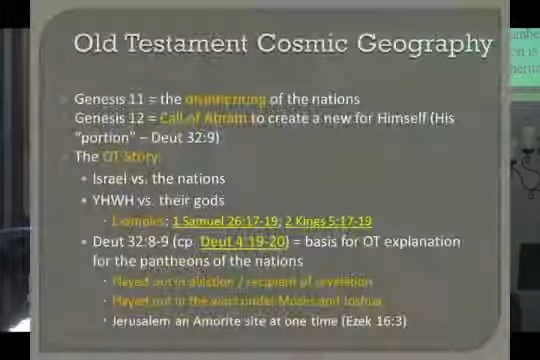 Old Testament Cosmic Geography
Genesis 11 = the disinheriting of the nations
Genesis 12 = Call of Abram to create a new for Himself (His
"portion" – Deut 32:9)
The OT Story:
Israel vs. the nations
YHWH vs. their gods
Examples: 1 Samuel 26:17-19; 2 Kings 5:17-19
Deut 32:8-9 (cp. Deut 4:19-20) = basis for OT explanation
for the pantheons of the nations
Played out in election / recipient of revelation
Played out in the wars under Moses and Joshua
Jerusalem an Amorite site at one time (Ezek 16:3)